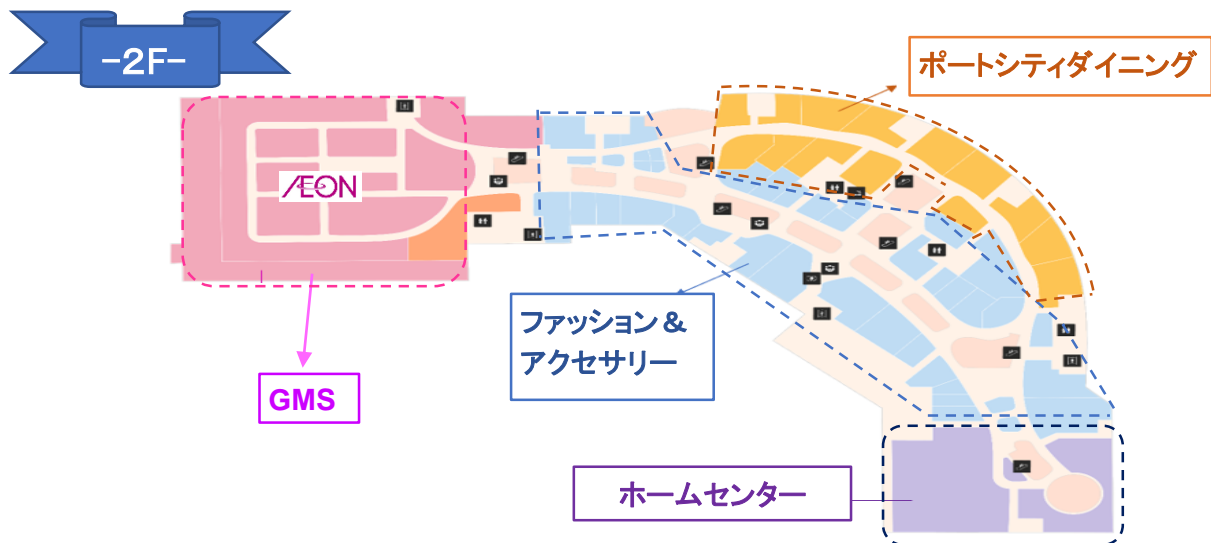 -2F-
ポートシティダイニング
ÆON
ファッション&
アクセサリー
GMS
ホームセンター